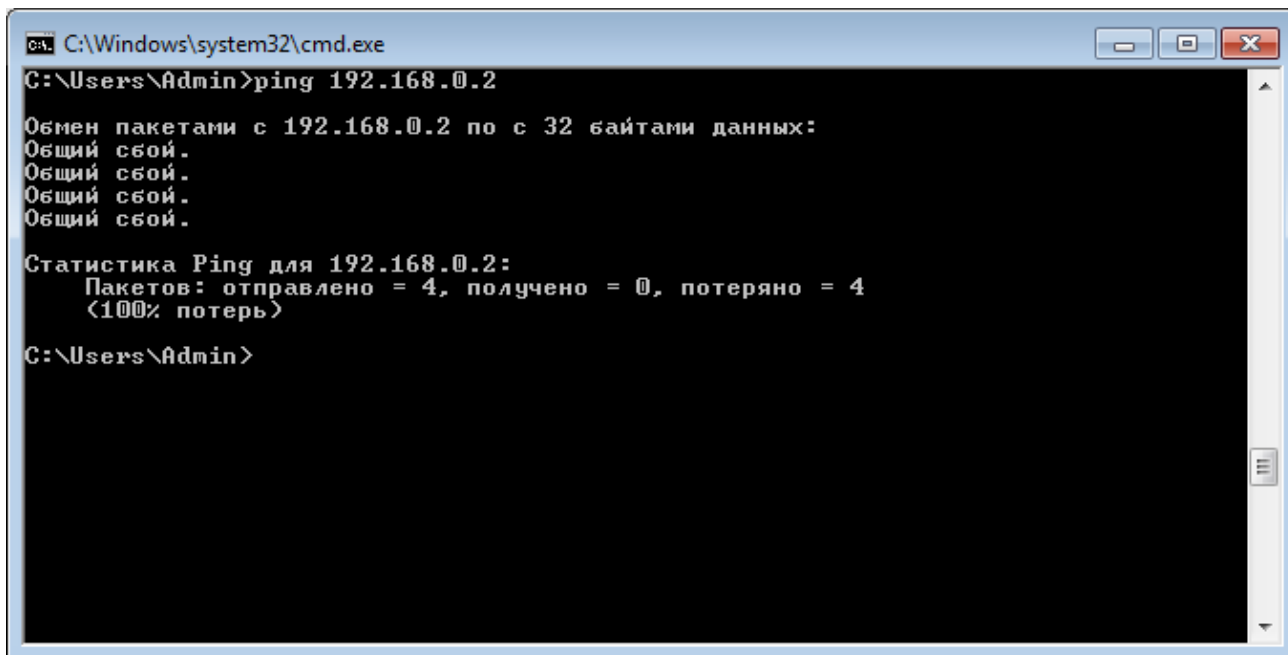 C:\Windows\system32\cmd.exe
C:\Users\Admin>ping 192.168.0.2
Обмен пакетами с 192.168.0.2 по с 32 байтами данных:
Общий сбой.
Общий сбой.
Общий сбой.
Общий сбой.
Статистика Ping для 192.168.0.2:
Пакетов: отправлено = 4, получено = 0, потеряно = 4
(100% потерь)
C:\Users\Admin>